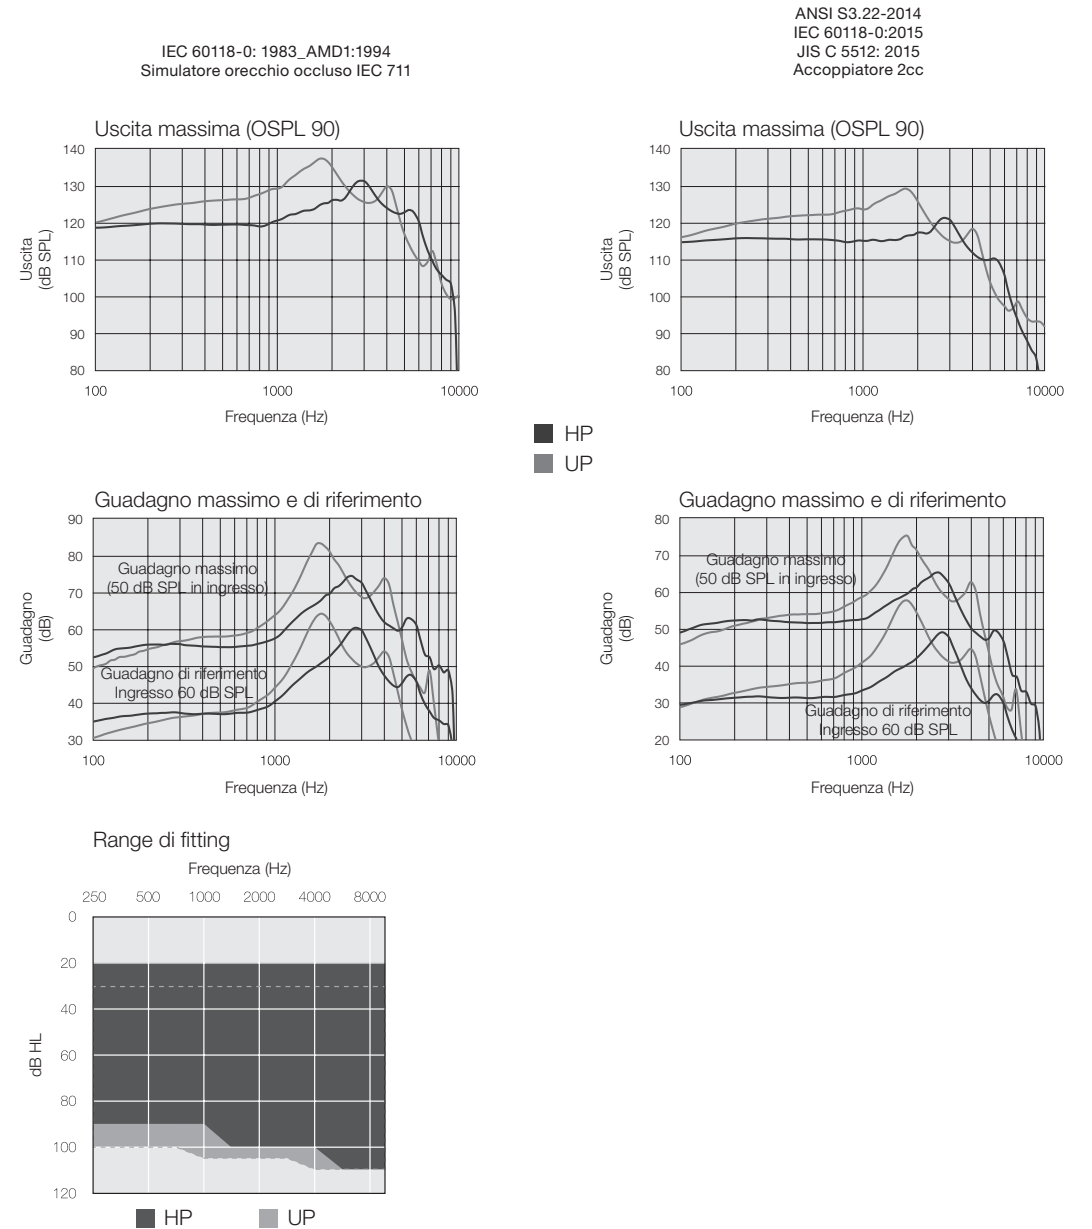 IEC 60118-0: 1983_AMD1:1994
Simulatore orecchio occluso IEC 711
ANSI S3.22-2014
IEC 60118-0:2015
JIS C 5512: 2015
Accoppiatore 2cc
Uscita massima (OSPL 90)
140
130
120
110
100
90
80
Uscita
(dB SPL)
100
1000
10000
Frequenza (Hz)
Uscita massima (OSPL 90)
140
130
120
110
100
90
80
Uscita
(dB SPL)
100
1000
10000
Frequenza (Hz)
HP
UP
Guadagno massimo e di riferimento
90
80
70
60
50
40
30
Guadagno
(dB)
Guadagno massimo
(50 dB SPL in ingresso)
Guadagno di riferimento
Ingresso 60 dB SPL
100
1000
10000
Frequenza (Hz)
Guadagno massimo e di riferimento
80
70
60
50
40
30
20
Guadagno
(dB)
Guadagno massimo
(50 dB SPL in ingresso)
Guadagno di riferimento
Ingresso 60 dB SPL
100
1000
10000
Frequenza (Hz)
Range di fitting
Frequenza (Hz)
250 500 1000 2000 4000 8000
0
20
40
60
80
100
120
dB HL
HP
UP